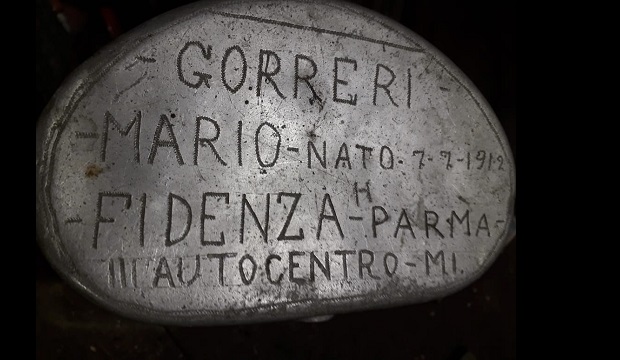 GORRERI-
-MARIO-NATO-7-7-1912
H
-FIDENZA-PARMA-
III AUTOCENTRO-MI.